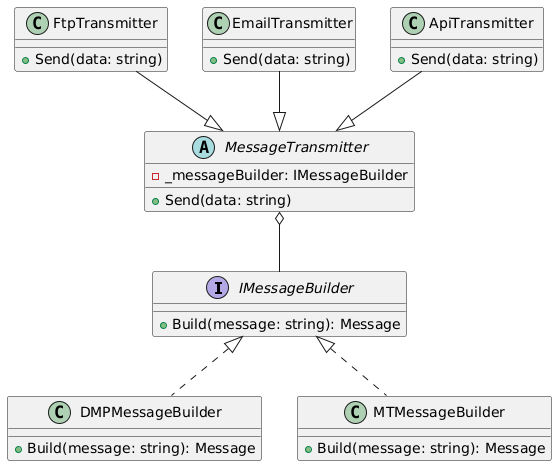 C FtpTransmitter
Send(data: string)
C EmailTransmitter
Send(data: string)
C ApiTransmitter
Send(data: string)
A MessageTransmitter
_messageBuilder: IMessageBuilder
Send(data: string)
I IMessageBuilder
Build(message: string): Message
C DMPMessageBuilder
Build(message: string): Message
C MTMessageBuilder
Build(message: string): Message